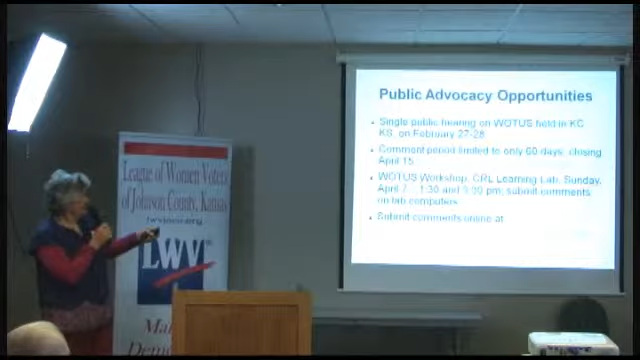 Public Advocacy Opportunities
Single public hearing on WOTUS held in KC
KS, on February 27-28
Comment period limited to only 60 days, closing
April 15
WOTUS Workshop, CRL Learning Lab, Sunday,
April 7
1:30 and 3:30 pm, submit comments
on lab computers
Submit comments online at
League of Women Voters
of Johnson County, Kansas
LWV